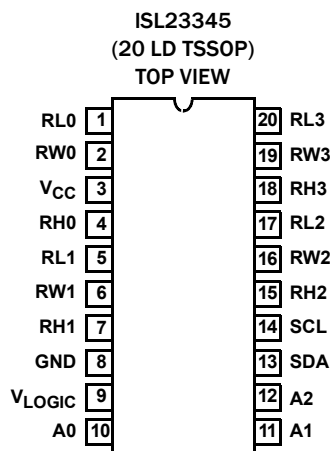 ISL23345
(20 LD TSSOP)
TOP VIEW
RL0 1 20 RL3
RW0 2 19 RW3
VCC 3 18 RH3
RH0 4 17 RL2
RL1 5 16 RW2
RW1 6 15 RH2
RH1 7 14 SCL
GND 8 13 SDA
VLOGIC 9 12 A2
A0 10 11 A1